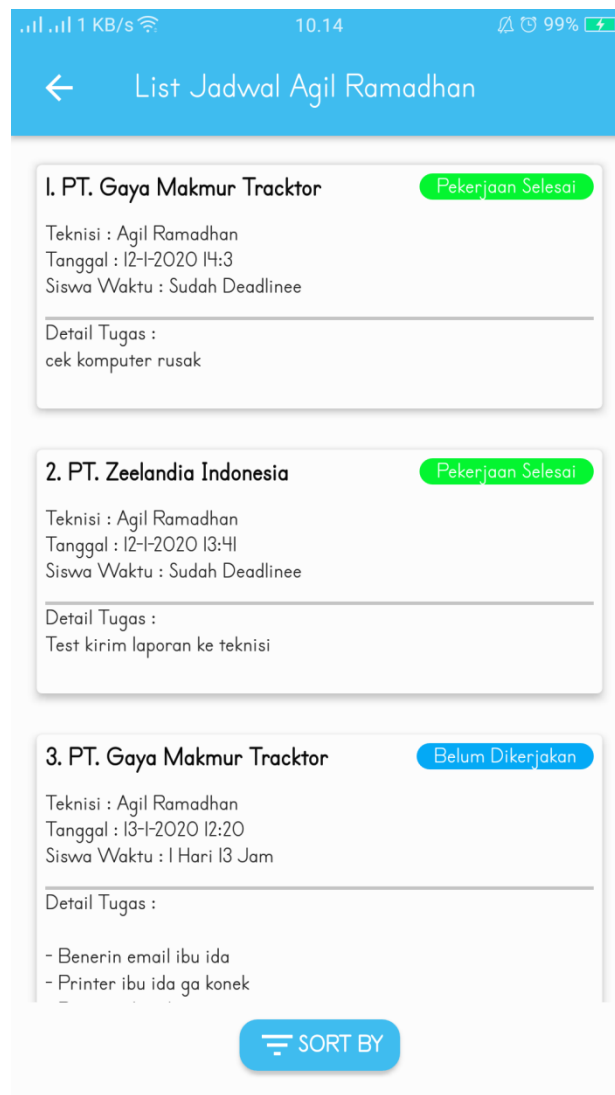 1 KB/s 10.14 99%
List Jadwal Agil Ramadhan
1. PT. Gaya Makmur Tracktor Pekerjaan Selesai
Teknisi : Agil Ramadhan
Tanggal : 12-1-2020 14:3
Siswa Waktu : Sudah Deadlinee
Detail Tugas :
cek komputer rusak
2. PT. Zeelandia Indonesia Pekerjaan Selesai
Teknisi : Agil Ramadhan
Tanggal : 12-1-2020 13:41
Siswa Waktu : Sudah Deadlinee
Detail Tugas :
Test kirim laporan ke teknisi
3. PT. Gaya Makmur Tracktor Belum Dikerjakan
Teknisi : Agil Ramadhan
Tanggal : 13-1-2020 12:20
Siswa Waktu : 1 Hari 13 Jam
Detail Tugas :
- Benerin email ibu ida
- Printer ibu ida ga konek
SORT BY